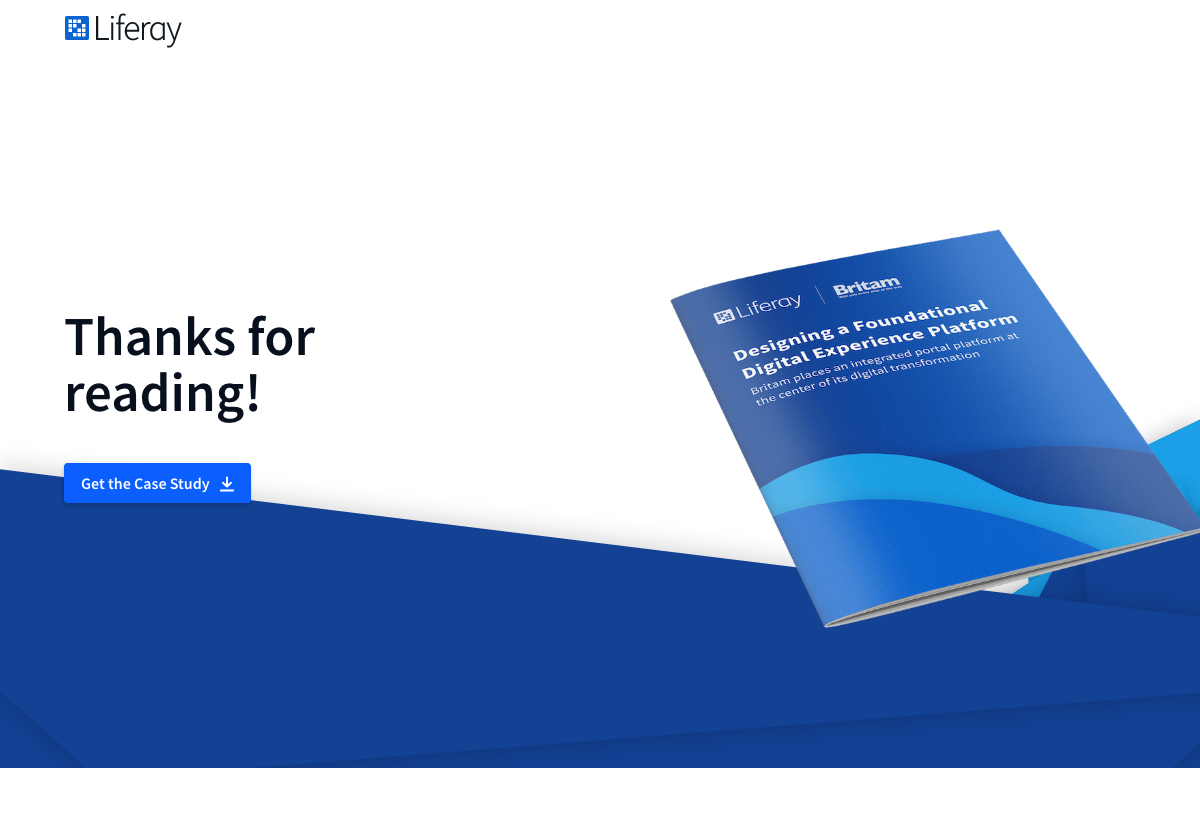 Liferay
Liferay
Britam
Designing a Foundational
Digital Experience Platform
Britam places an integrated portal platform at
the center of its digital transformation
Thanks for
reading!
Get the Case Study